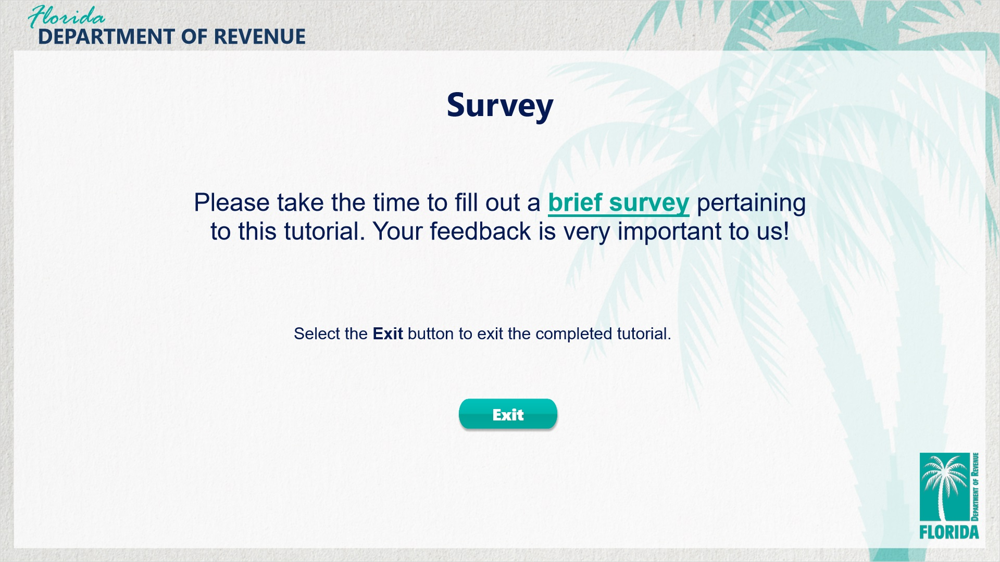 Florida
DEPARTMENT OF REVENUE
Survey
Please take the time to fill out a brief survey pertaining
to this tutorial. Your feedback is very important to us!
Select the Exit button to exit the completed tutorial.
Exit
DEPARTMENT OF REVENUE
FLORIDA